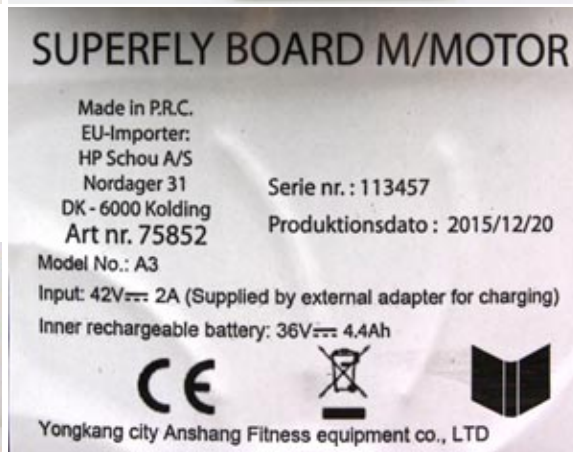 SUPERFLY BOARD M/MOTOR
Made in P.R.C.
EU-Importer:
HP Schou A/S
Nordager 31
DK - 6000 Kolding
Art nr. 75852
Serie nr. : 113457
Produktionsdato : 2015/12/20
Model No.: A3
Input: 42V⎓ 2A (Supplied by external adapter for charging)
Inner rechargeable battery: 36V⎓ 4.4Ah
CE
Yongkang city Anshang Fitness equipment co., LTD